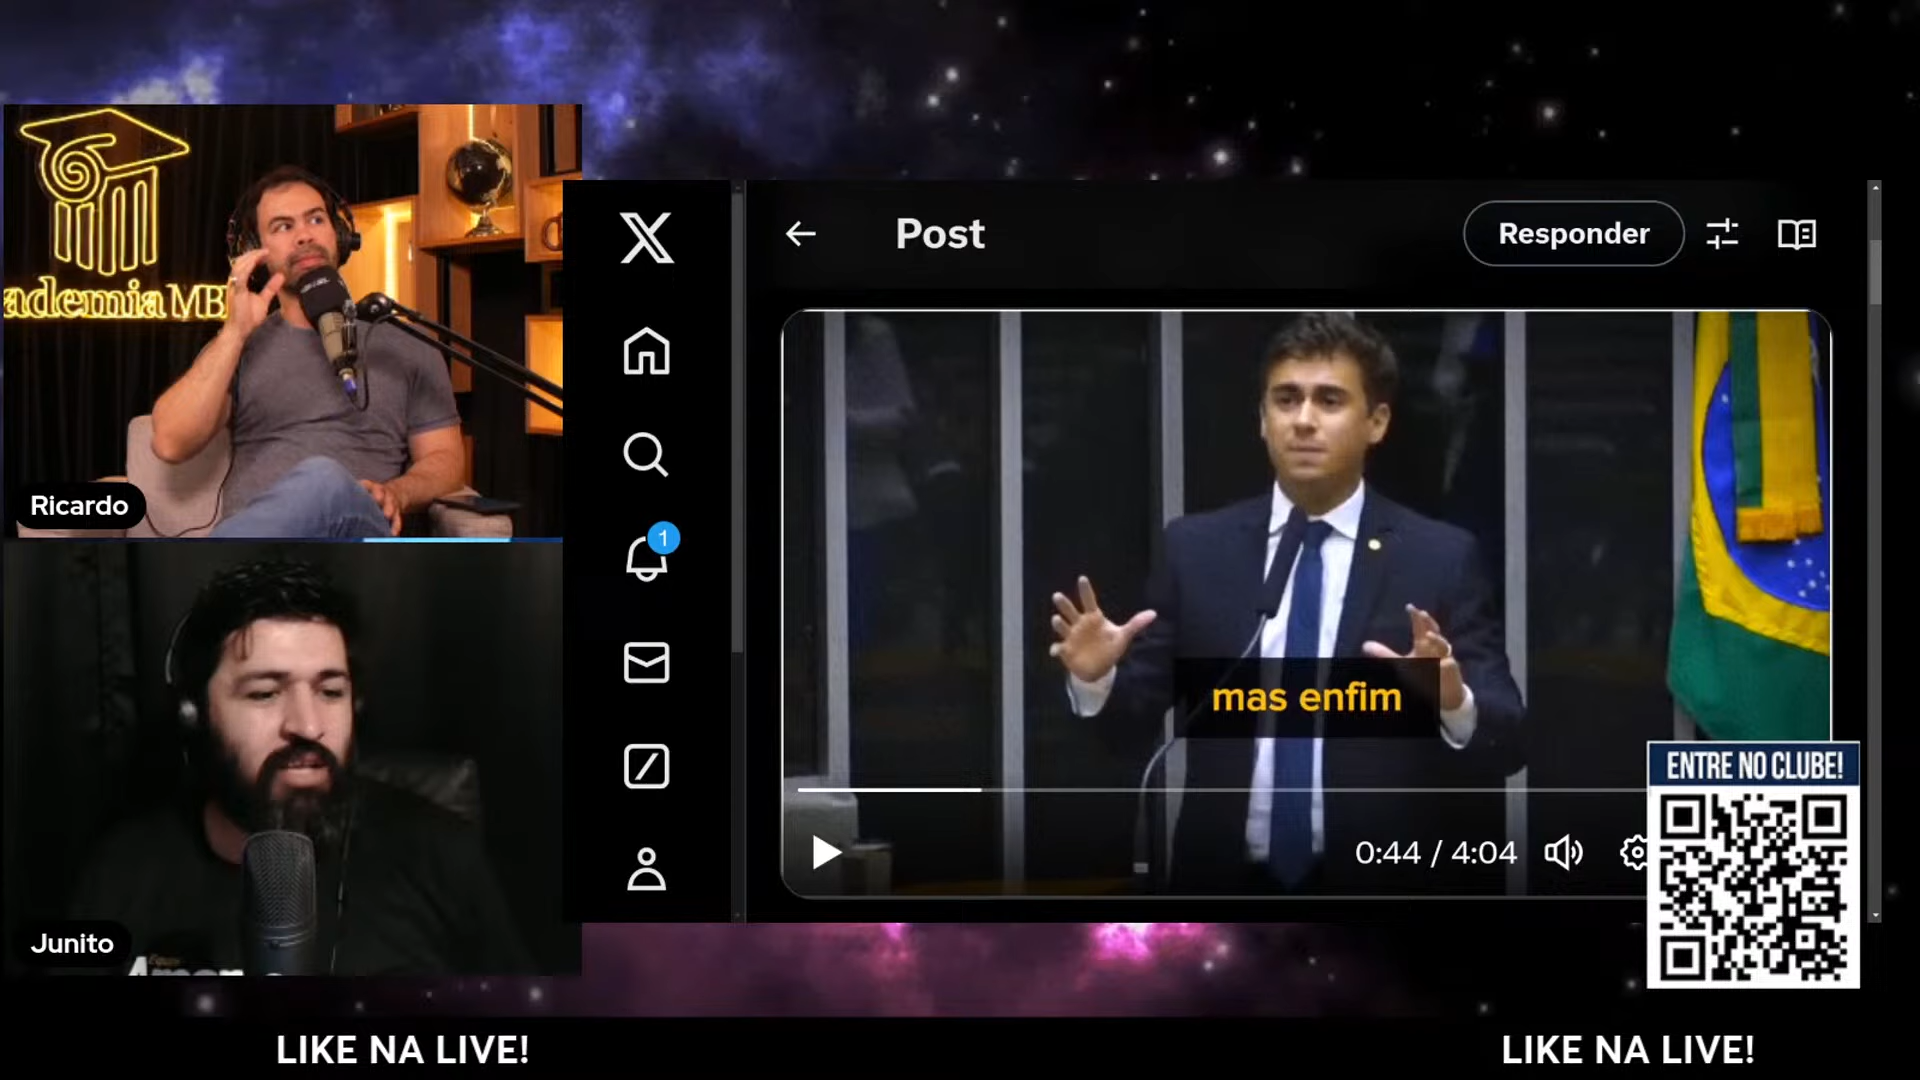 ademia MB
Ricardo
Junito
1
Post
Responder
mas enfim
0:44 / 4:04
ENTRE NO CLUBE!
LIKE NA LIVE!
LIKE NA LIVE!